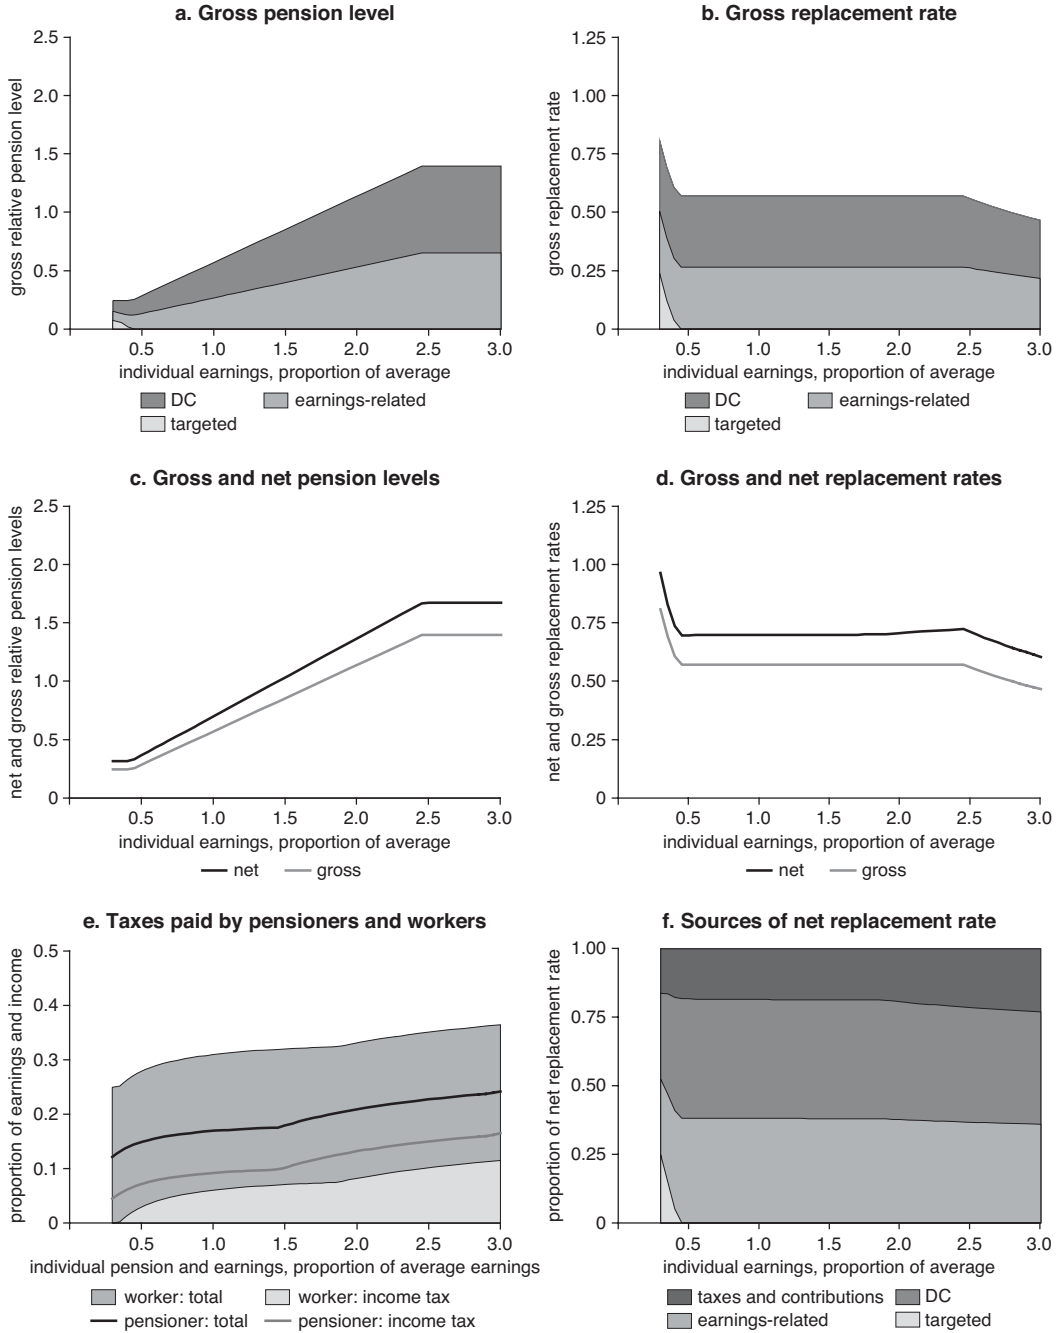 a. Gross pension level
gross relative pension level
2.5
2.0
1.5
1.0
0.5
0
0.5 1.0 1.5 2.0 2.5 3.0
individual earnings, proportion of average
DC earnings-related
targeted
b. Gross replacement rate
gross replacement rate
1.25
1.00
0.75
0.50
0.25
0
0.5 1.0 1.5 2.0 2.5 3.0
individual earnings, proportion of average
DC earnings-related
targeted
c. Gross and net pension levels
net and gross relative pension levels
2.5
2.0
1.5
1.0
0.5
0
0.5 1.0 1.5 2.0 2.5 3.0
individual earnings, proportion of average
net gross
d. Gross and net replacement rates
net and gross replacement rates
1.25
1.00
0.75
0.50
0.25
0
0.5 1.0 1.5 2.0 2.5 3.0
individual earnings, proportion of average
net gross
e. Taxes paid by pensioners and workers
proportion of earnings and income
0.5
0.4
0.3
0.2
0.1
0
0.5 1.0 1.5 2.0 2.5 3.0
individual pension and earnings, proportion of average earnings
worker: total worker: income tax
pensioner: total pensioner: income tax
f. Sources of net replacement rate
proportion of net replacement rate
1.00
0.75
0.50
0.25
0
0.5 1.0 1.5 2.0 2.5 3.0
individual earnings, proportion of average
taxes and contributions DC
earnings-related targeted